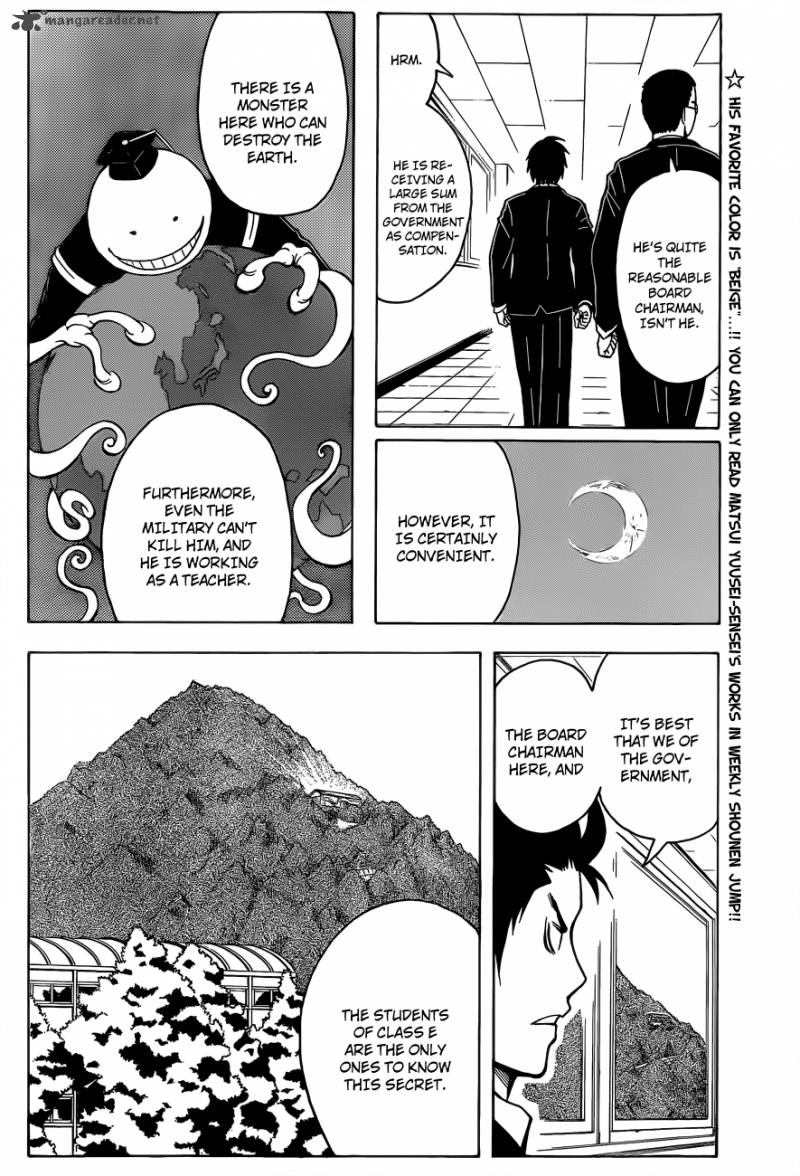 mangareader.net
HE'S QUITE
THE
REASONABLE
BOARD
CHAIRMAN,
ISN'T HE.
HRM.
HE IS RE-
CEIVING A
LARGE SUM
FROM THE
GOVERNMENT
AS COMPEN-
SATION.
HOWEVER, IT
IS CERTAINLY
CONVENIENT.
THERE IS A
MONSTER
HERE WHO CAN
DESTROY THE
EARTH.
FURTHERMORE,
EVEN THE
MILITARY CAN'T
KILL HIM, AND
HE IS WORKING
AS A TEACHER.
IT'S BEST
THAT WE OF
THE GOV-
ERNMENT,
THE BOARD
CHAIRMAN
HERE, AND
THE STUDENTS
OF CLASS E
ARE THE ONLY
ONES TO KNOW
THIS SECRET.
☆ HIS FAVORITE COLOR IS "BEIGE"...!! YOU CAN ONLY READ MATSUI YUUSEI-SENSEI'S WORKS IN WEEKLY SHOUNEN JUMP!!